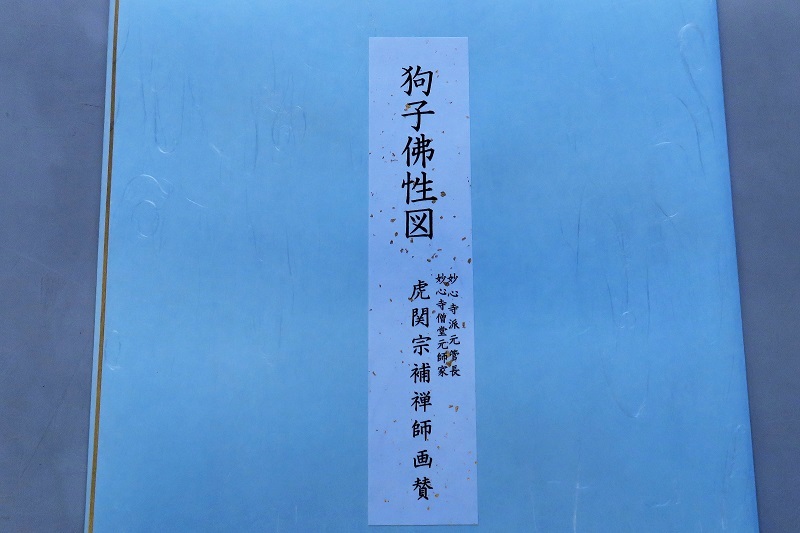 狗子佛性図
妙心寺派元管長
妙心寺僧堂元師家
虎関宗補禅師画賛